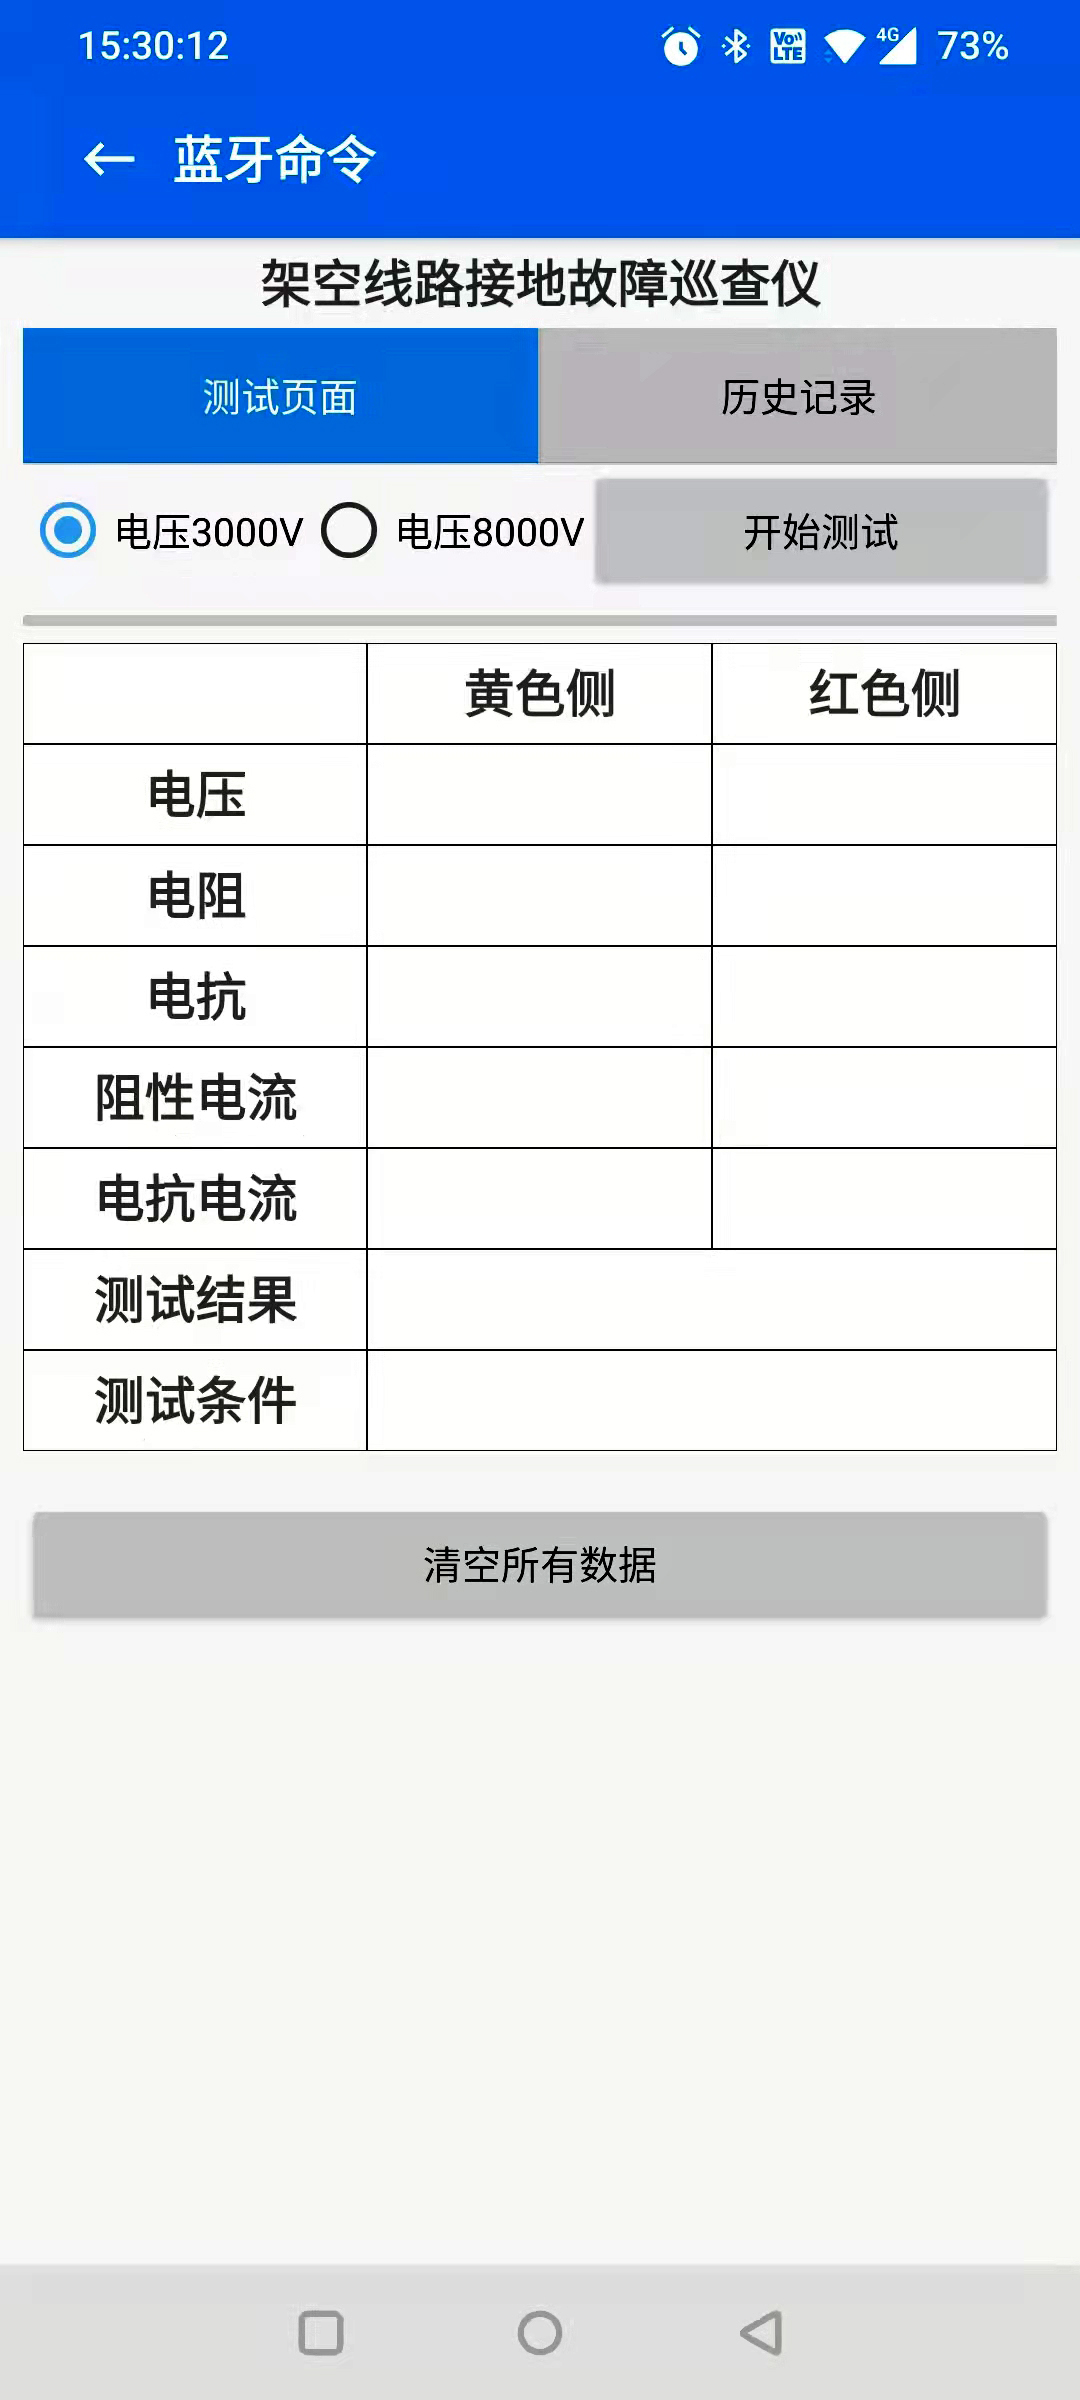 15:30:12 VoLTE 4G 73%
蓝牙命令
架空线路接地故障巡查仪
测试页面 历史记录
电压3000V 电压8000V 开始测试
黄色侧 红色侧
电压
电阻
电抗
阻性电流
电抗电流
测试结果
测试条件
清空所有数据